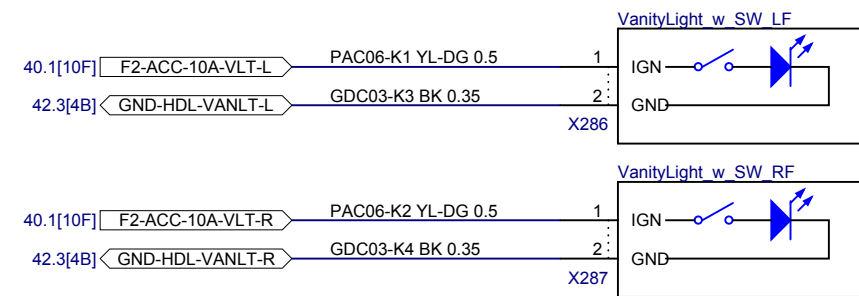 VanityLight_w_SW_LF
40.1[10F] F2-ACC-10A-VLT-L PAC06-K1 YL-DG 0.5 1 IGN
42.3[4B] GND-HDL-VANLT-L GDC03-K3 BK 0.35 2 GND
X286
VanityLight_w_SW_RF
40.1[10F] F2-ACC-10A-VLT-R PAC06-K2 YL-DG 0.5 1 IGN
42.3[4B] GND-HDL-VANLT-R GDC03-K4 BK 0.35 2 GND
X287